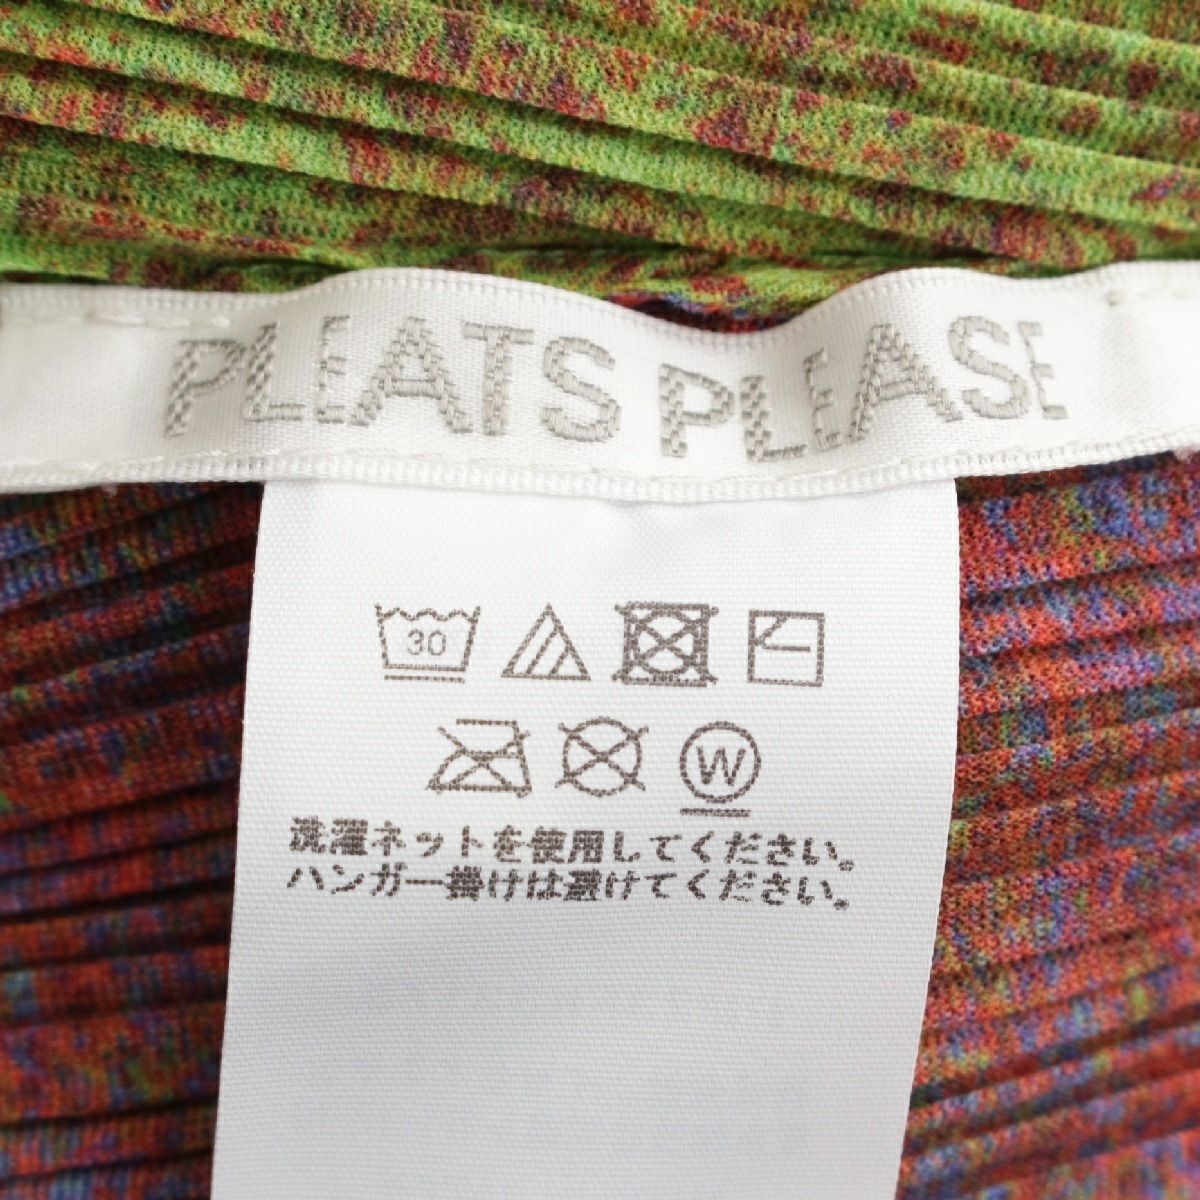 PLEATS PLEASE
30
W
洗濯ネットを使用してください。
ハンガー掛けは避けてください。